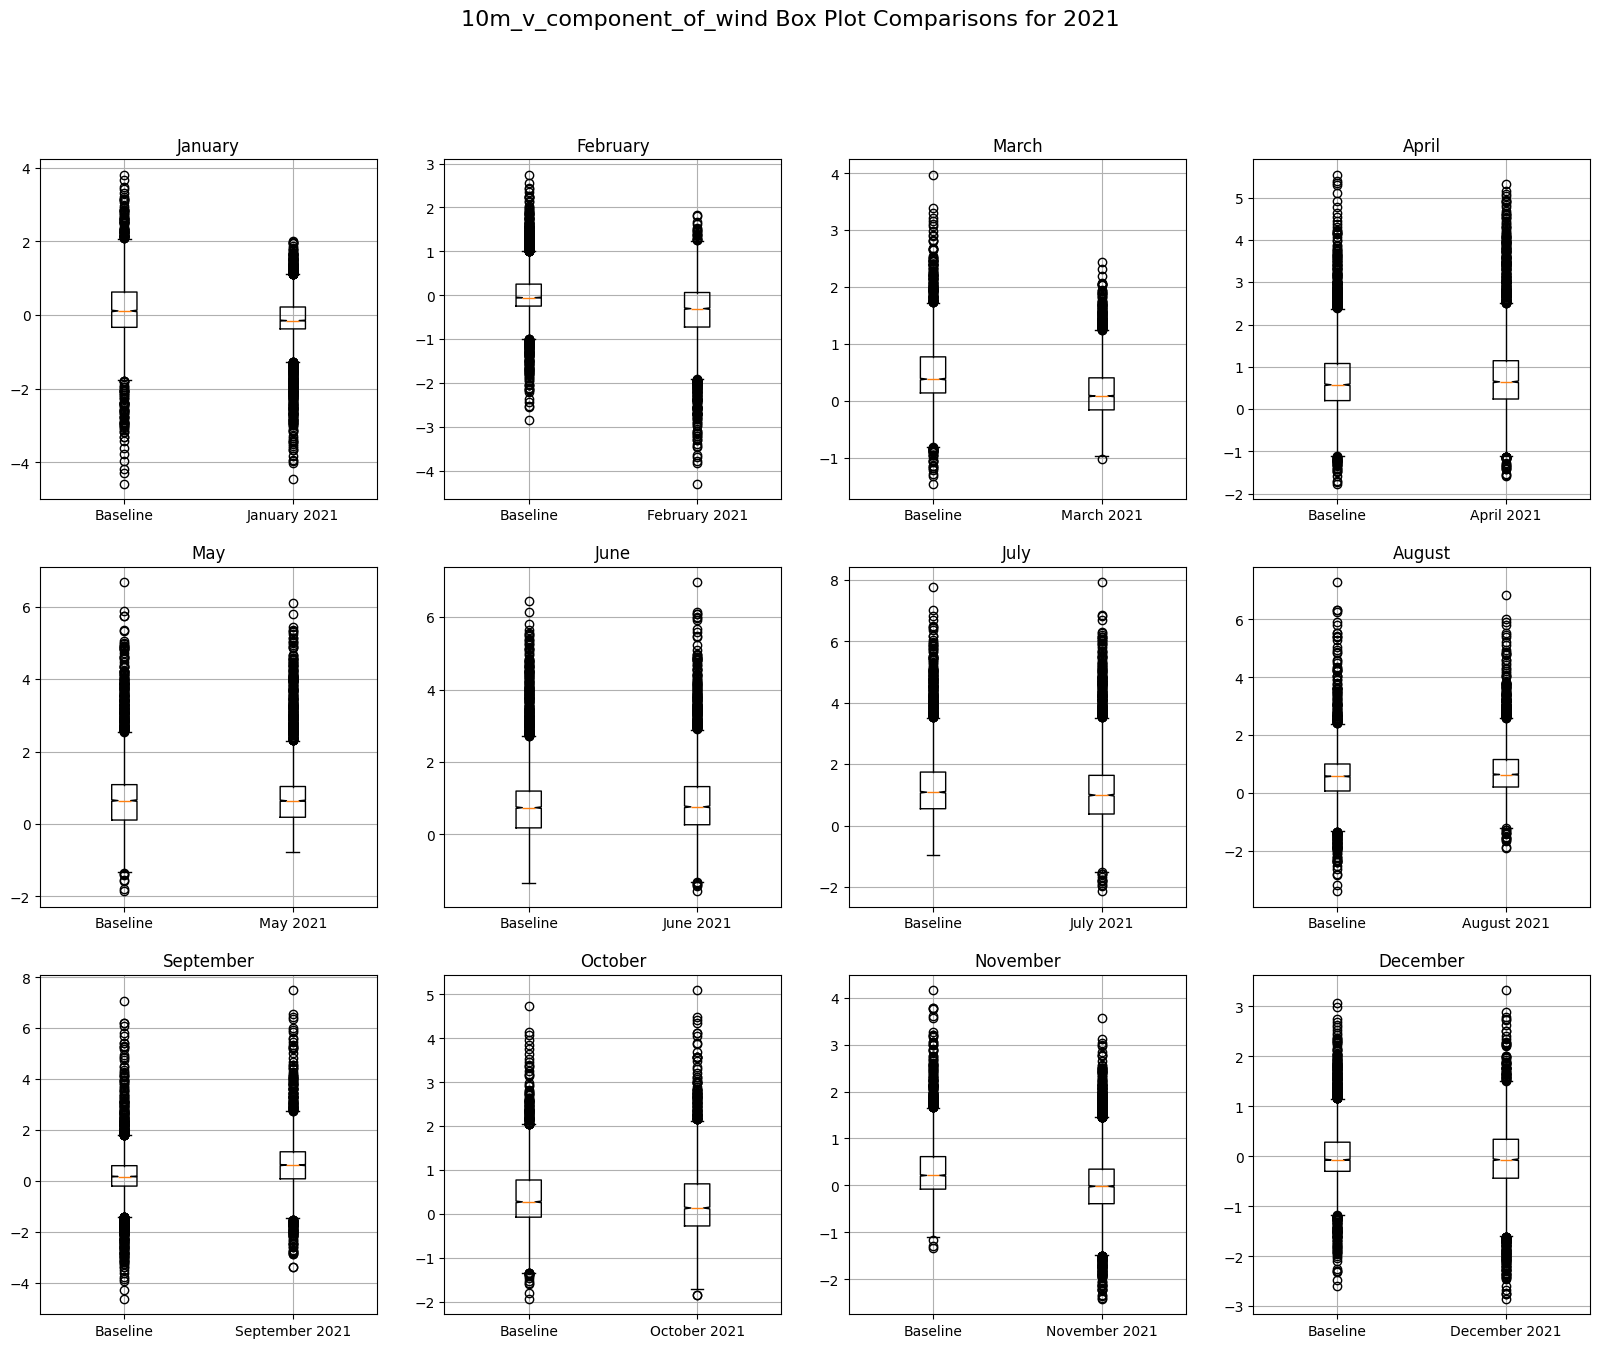 10m_v_component_of_wind Box Plot Comparisons for 2021
January
4
2
0
−2
−4
Baseline
January 2021
February
3
2
1
0
−1
−2
−3
−4
Baseline
February 2021
March
4
3
2
1
0
−1
Baseline
March 2021
April
5
4
3
2
1
0
−1
−2
Baseline
April 2021
May
6
4
2
0
−2
Baseline
May 2021
June
6
4
2
0
Baseline
June 2021
July
8
6
4
2
0
−2
Baseline
July 2021
August
6
4
2
0
−2
Baseline
August 2021
September
8
6
4
2
0
−2
−4
Baseline
September 2021
October
5
4
3
2
1
0
−1
−2
Baseline
October 2021
November
4
3
2
1
0
−1
−2
Baseline
November 2021
December
3
2
1
0
−1
−2
−3
Baseline
December 2021